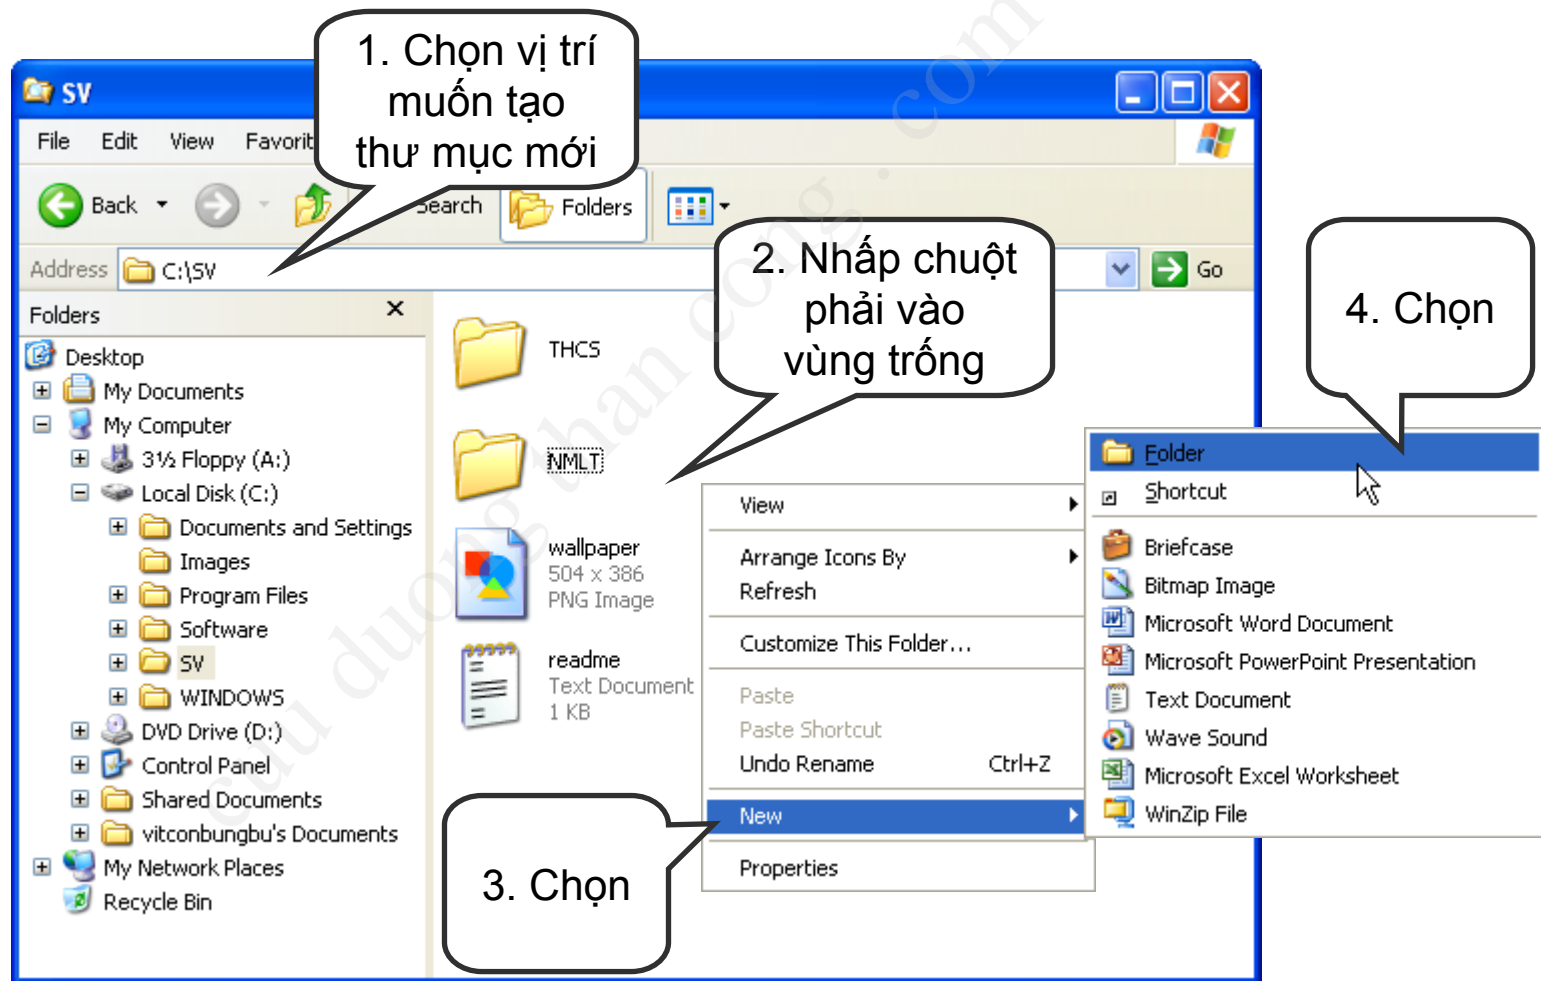 1. Chọn vị trí
muốn tạo
thư mục mới
SV
File Edit View Favorit
Back Search Folders
Address C:\SV Go
2. Nhấp chuột
phải vào
vùng trống
4. Chọn
Folders
Desktop
My Documents
My Computer
3½ Floppy (A:)
Local Disk (C:)
Documents and Settings
Images
Program Files
Software
SV
WINDOWS
DVD Drive (D:)
Control Panel
Shared Documents
vitconbungbu's Documents
My Network Places
Recycle Bin
THCS
NMLT
wallpaper
504 x 386
PNG Image
readme
Text Document
1 KB
View
Arrange Icons By
Refresh
Customize This Folder...
Paste
Paste Shortcut
Undo Rename Ctrl+Z
New
Properties
3. Chọn
Folder
Shortcut
Briefcase
Bitmap Image
Microsoft Word Document
Microsoft PowerPoint Presentation
Text Document
Wave Sound
Microsoft Excel Worksheet
WinZip File
cuu duong than cong . com